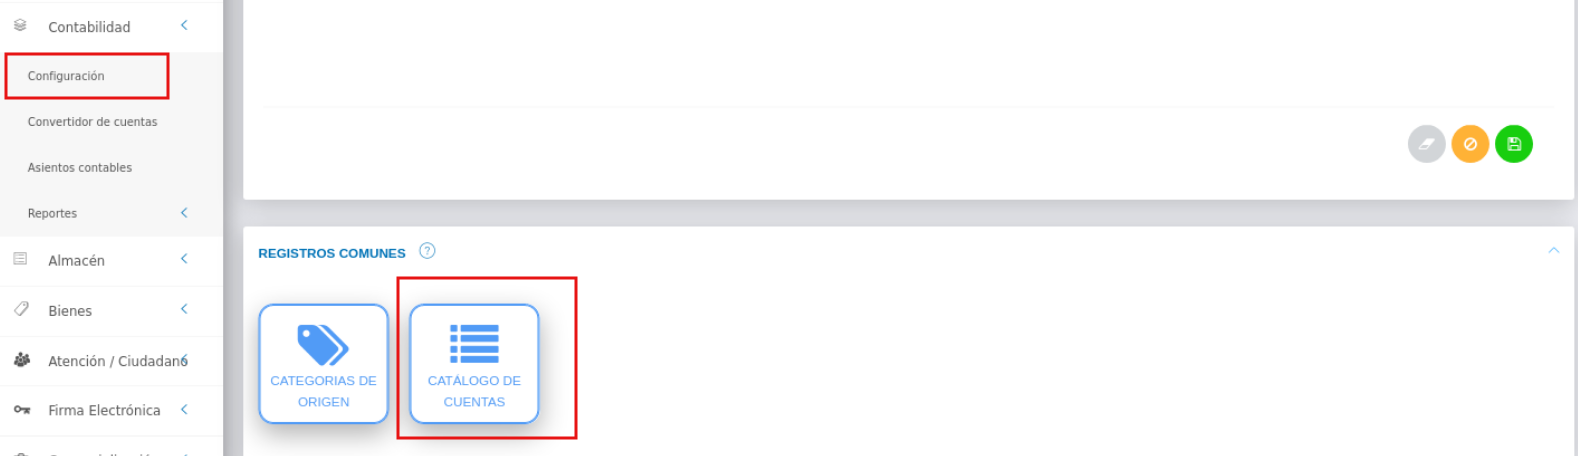 Contabilidad
Configuración
Convertidor de cuentas
Asientos contables
Reportes
Almacén
Bienes
Atención / Ciudadano
Firma Electrónica
REGISTROS COMUNES
CATEGORIAS DE
ORIGEN
CATÁLOGO DE
CUENTAS